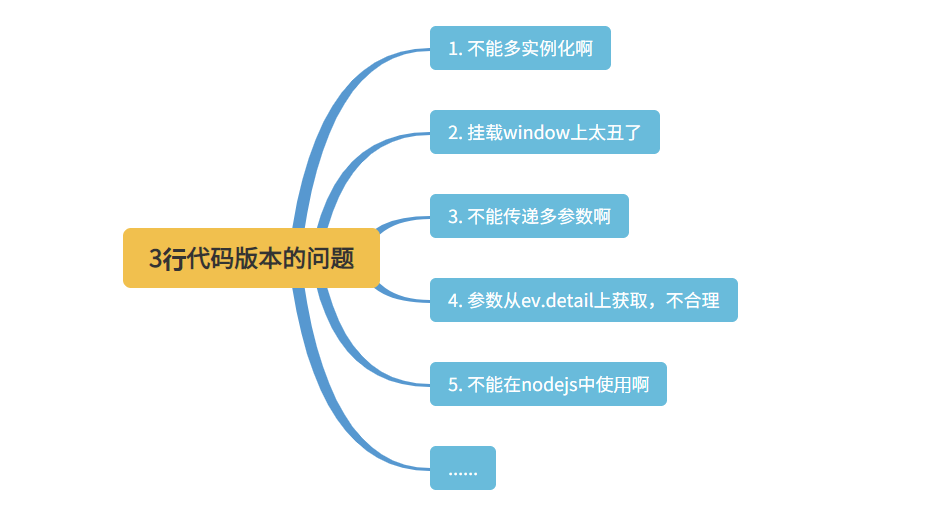 1. 不能多实例化啊
2. 挂载window上太丑了
3. 不能传递多参数啊
3行代码版本的问题
4. 参数从ev.detail上获取，不合理
5. 不能在nodejs中使用啊
......